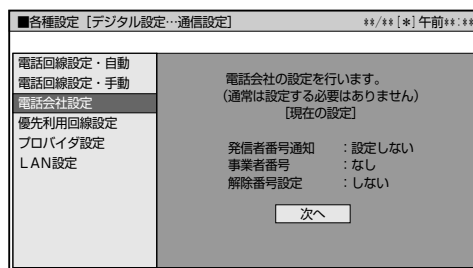 ■各種設定［デジタル設定…通信設定］ **/**[*]午前**:**
電話回線設定・自動
電話回線設定・手動
電話会社設定
優先利用回線設定
プロバイダ設定
LAN設定
電話会社の設定を行います。
（通常は設定する必要はありません）
［現在の設定］
発信者番号通知　：設定しない
事業者番号　：なし
解除番号設定　：しない
次へ